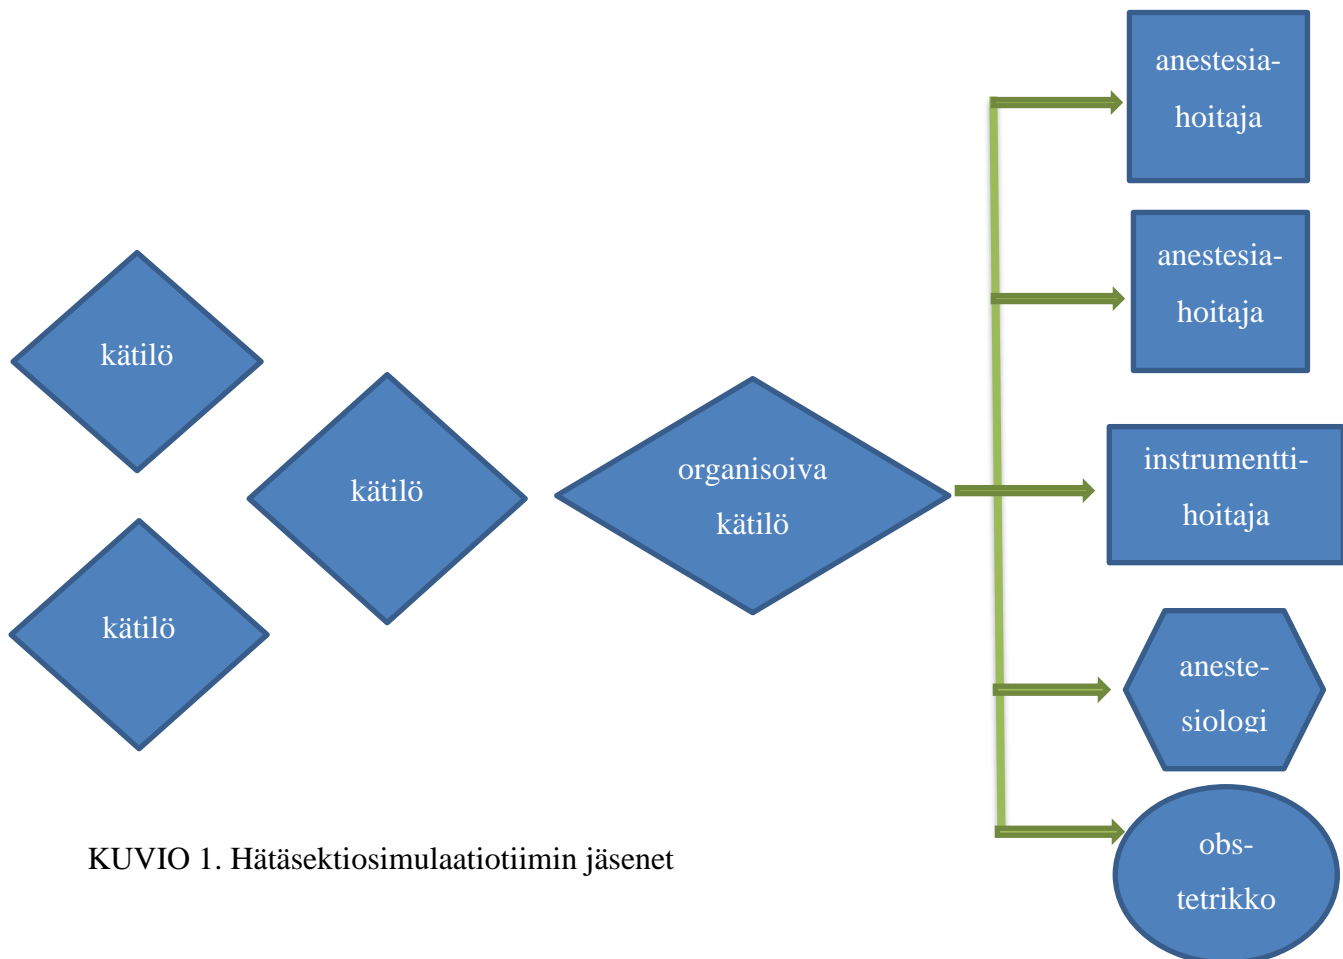 kätilö
kätilö
kätilö
organisoiva
kätilö
anestesia-
hoitaja
anestesia-
hoitaja
instrumentti-
hoitaja
aneste-
siologi
obs-
tetrikko
KUVIO 1. Hätäsektiosimulaatiotiimin jäsenet